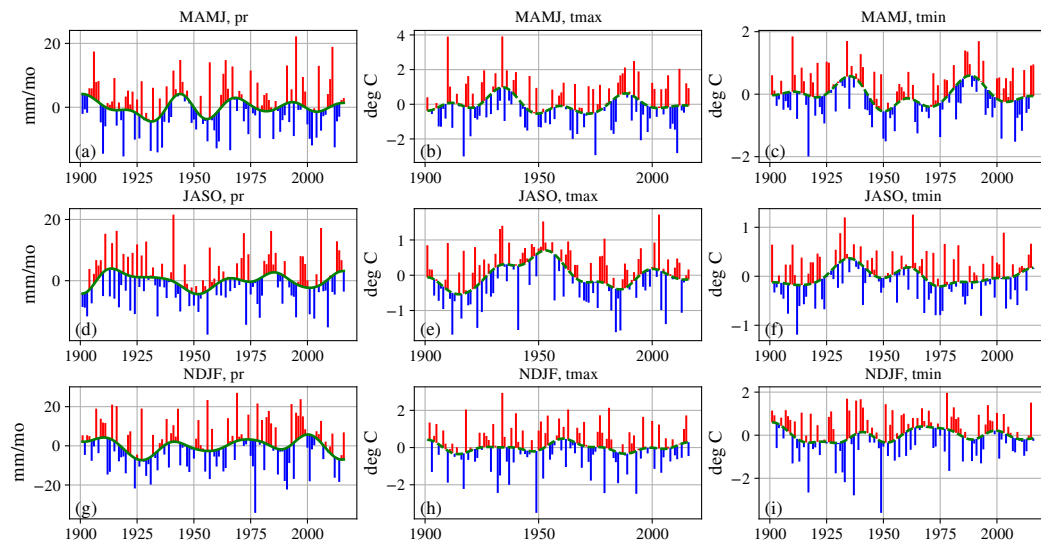 MAMJ, pr
MAMJ, tmax
MAMJ, tmin
mm/mo
20
0
(a)
1900 1925 1950 1975 2000
deg C
4
2
0
−2
(b)
1900 1950 2000
deg C
2
0
−2
(c)
1900 1925 1950 1975 2000
JASO, pr
JASO, tmax
JASO, tmin
mm/mo
20
0
(d)
1900 1925 1950 1975 2000
deg C
1
0
−1
(e)
1900 1950 2000
deg C
1
0
−1
(f)
1900 1925 1950 1975 2000
NDJF, pr
NDJF, tmax
NDJF, tmin
mm/mo
20
0
−20
(g)
1900 1925 1950 1975 2000
deg C
2
0
−2
(h)
1900 1950 2000
deg C
2
0
−2
(i)
1900 1925 1950 1975 2000